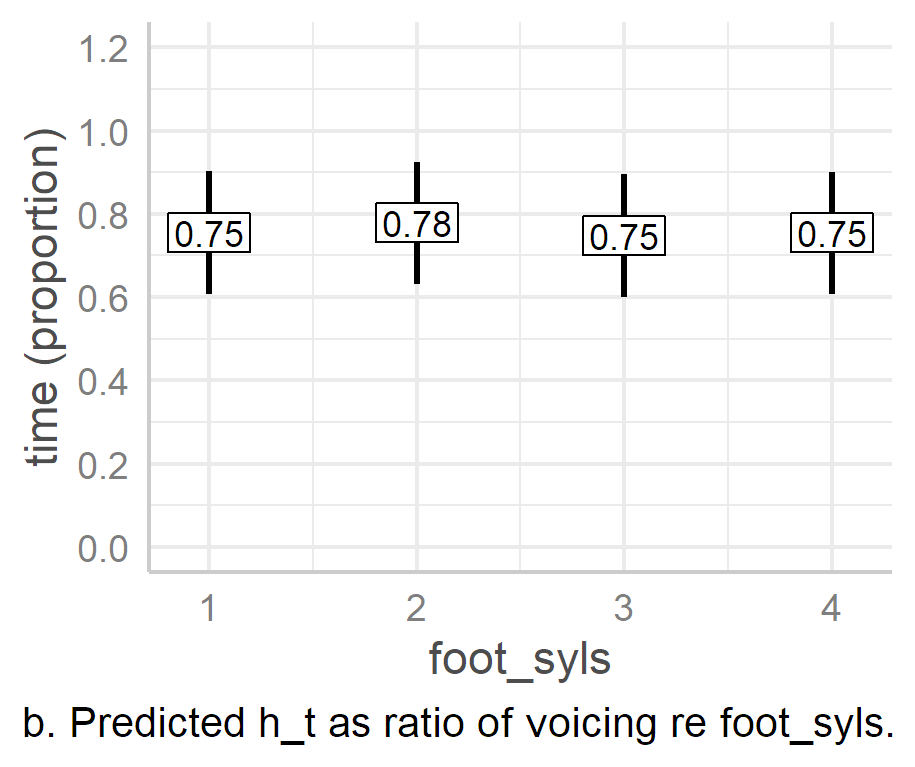 1.2
1.0
0.8
0.6
0.4
0.2
0.0
time (proportion)
0.75
0.78
0.75
0.75
1 2 3 4
foot_syls
b. Predicted h_t as ratio of voicing re foot_syls.